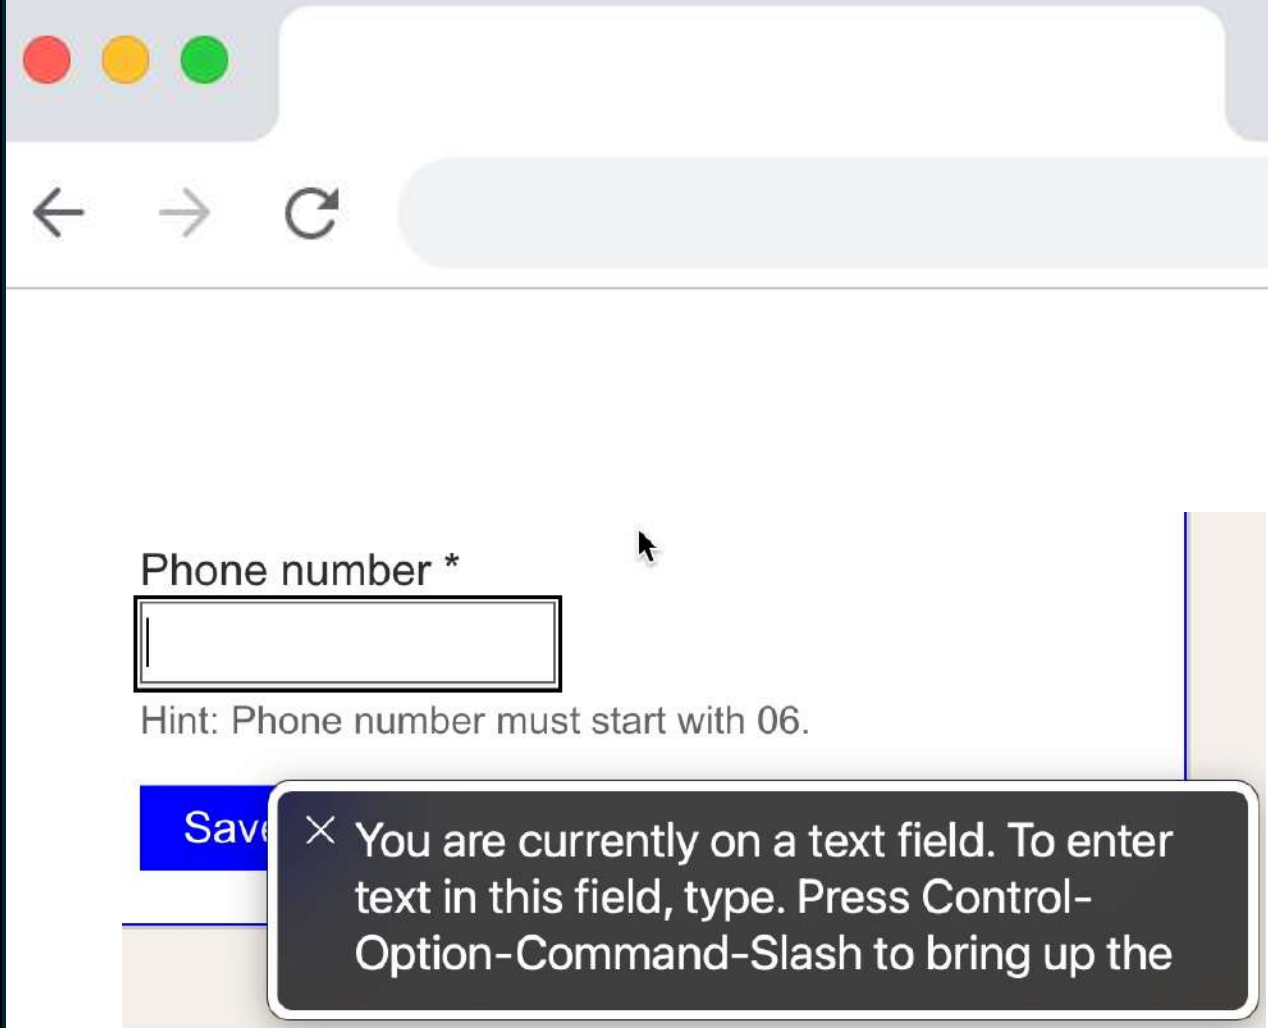 Phone number *
Hint: Phone number must start with 06.
Save
You are currently on a text field. To enter
text in this field, type. Press Control-
Option-Command-Slash to bring up the